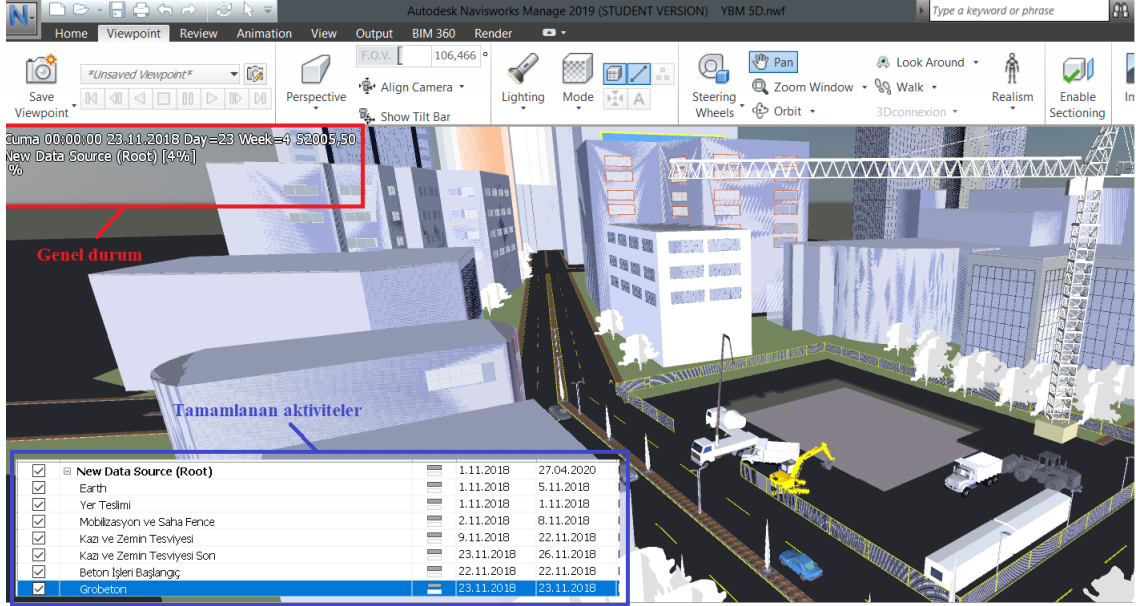 Autodesk Navisworks Manage 2019 (STUDENT VERSION) YBM 5D.nwf
Type a keyword or phrase
Home Viewpoint Review Animation View Output BIM 360 Render
*Unsaved Viewpoint*
Save Viewpoint
Perspective
F.O.V. 106,466 °
Align Camera
Show Tilt Bar
Lighting
Mode
Steering Wheels
Pan
Zoom Window
Orbit
Look Around
Walk
3Dconnexion
Realism
Enable Sectioning
Cuma 00:00:00 23.11.2018 Day=23 Week=4 52005,50
New Data Source (Root) [4%]
%
Genel durum
Tamamlanan aktiviteler
New Data Source (Root) 1.11.2018 27.04.2020
Earth 1.11.2018 5.11.2018
Yer Teslimi 1.11.2018 1.11.2018
Mobilizasyon ve Saha Fence 2.11.2018 8.11.2018
Kazı ve Zemin Tesviyesi 9.11.2018 22.11.2018
Kazı ve Zemin Tesviyesi Son 23.11.2018 26.11.2018
Beton İşleri Başlangıç 22.11.2018 22.11.2018
Grobeton 23.11.2018 23.11.2018